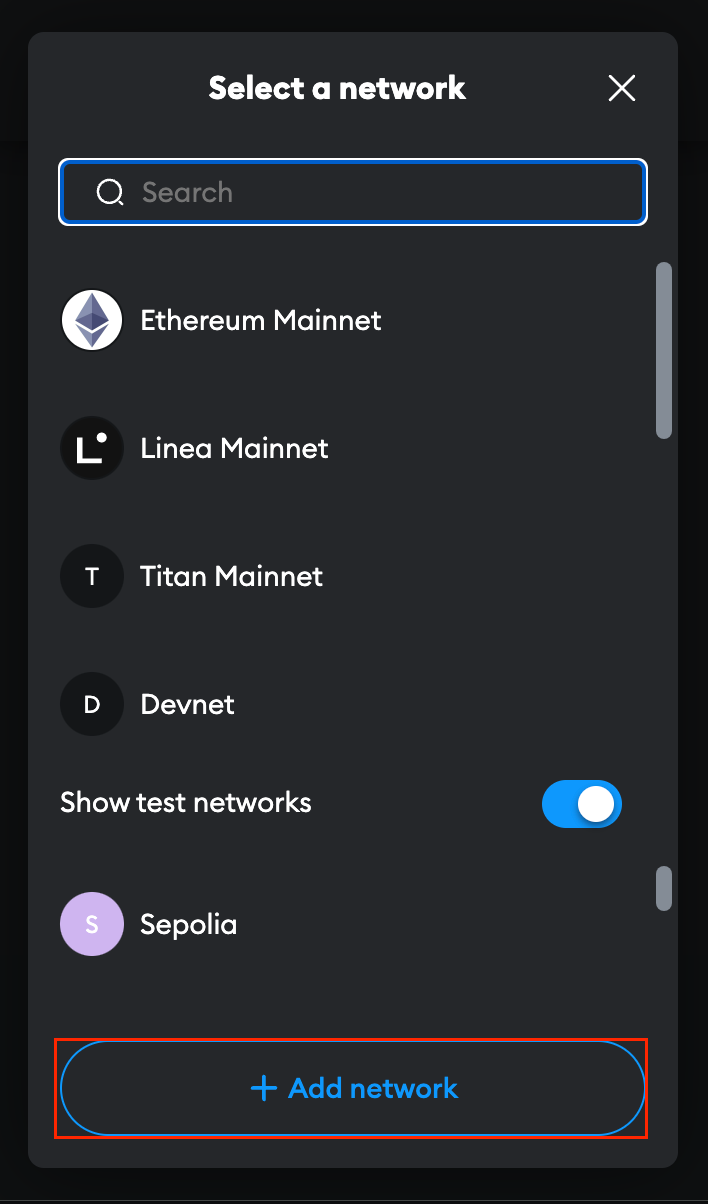 Select a network
Search
Ethereum Mainnet
Linea Mainnet
T Titan Mainnet
D Devnet
Show test networks
S Sepolia
+ Add network